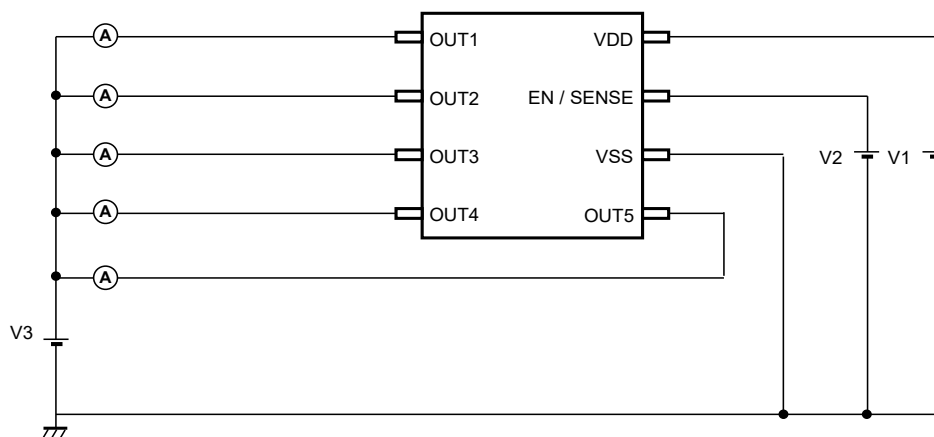 A OUT1 VDD
A OUT2 EN / SENSE
A OUT3 VSS V2 V1
A OUT4 OUT5
A
V3